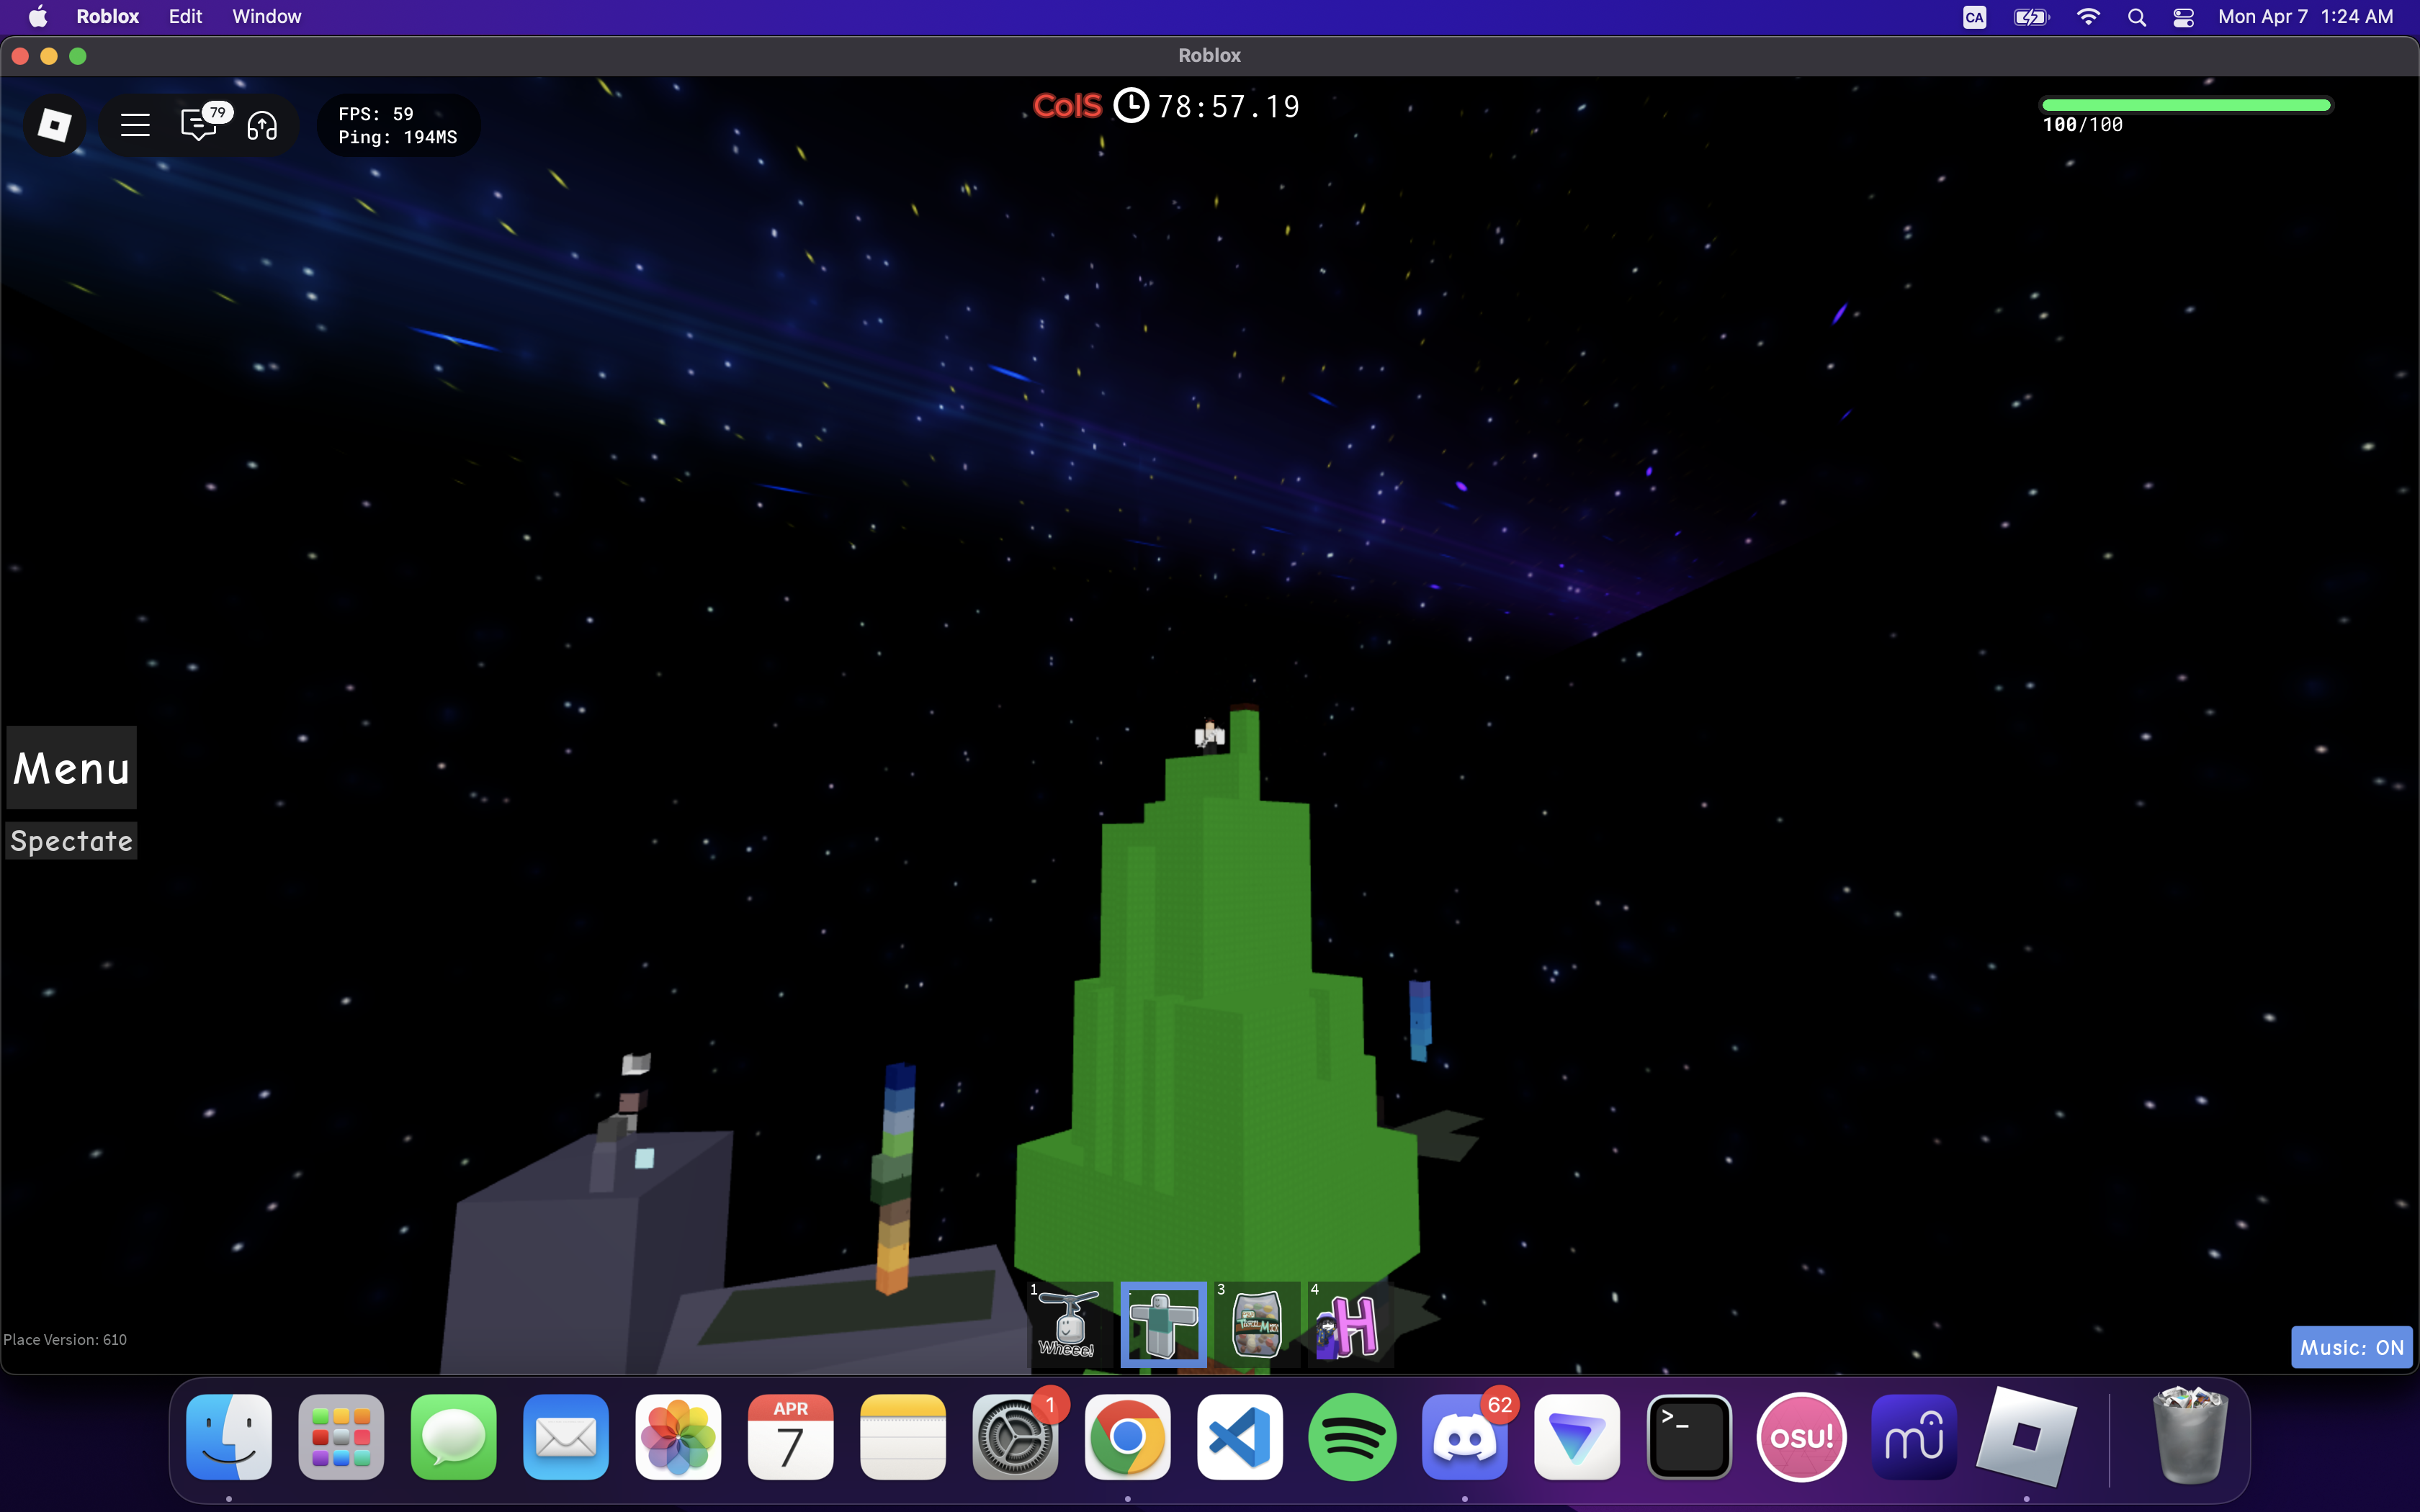 Roblox Edit Window CA Mon Apr 7 1:24 AM
Roblox
79
FPS: 59
Ping: 194MS
CoIS 78:57.19
100/100
Menu
Spectate
1 3 4
Wheee!
H
Place Version: 610
Music: ON
APR
7
1
62
>_
osu!